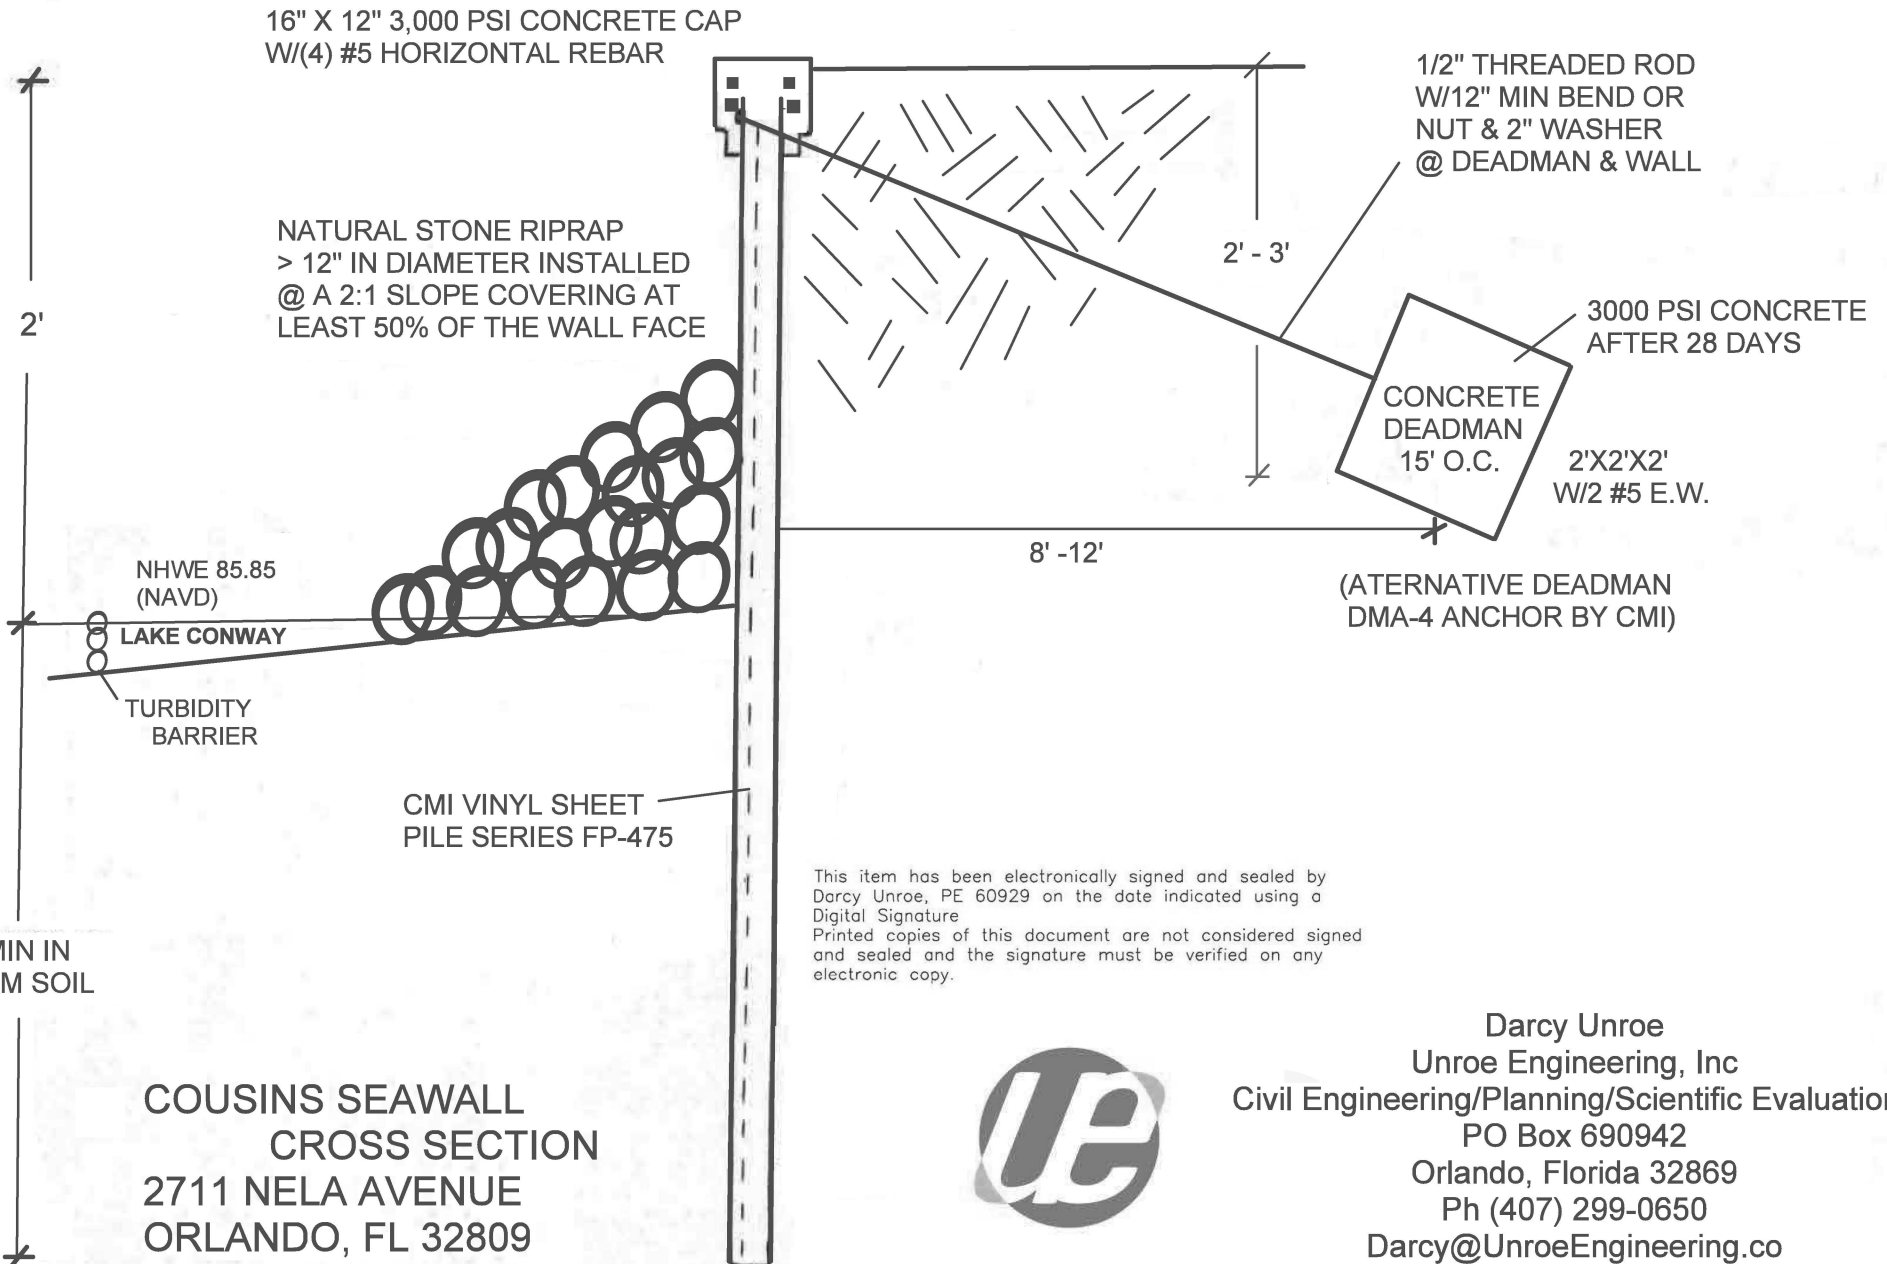 16" X 12" 3,000 PSI CONCRETE CAP
W/(4) #5 HORIZONTAL REBAR
1/2" THREADED ROD
W/12" MIN BEND OR
NUT & 2" WASHER
@ DEADMAN & WALL
NATURAL STONE RIPRAP
> 12" IN DIAMETER INSTALLED
@ A 2:1 SLOPE COVERING AT
LEAST 50% OF THE WALL FACE
2'
2' - 3'
3000 PSI CONCRETE
AFTER 28 DAYS
CONCRETE
DEADMAN
15' O.C.
2'X2'X2'
W/2 #5 E.W.
8' -12'
(ATERNATIVE DEADMAN
DMA-4 ANCHOR BY CMI)
NHWE 85.85
(NAVD)
LAKE CONWAY
TURBIDITY
BARRIER
CMI VINYL SHEET
PILE SERIES FP-475
This item has been electronically signed and sealed by
Darcy Unroe, PE 60929 on the date indicated using a
Digital Signature
Printed copies of this document are not considered signed
and sealed and the signature must be verified on any
electronic copy.
IN
SOIL
COUSINS SEAWALL
CROSS SECTION
2711 NELA AVENUE
ORLANDO, FL 32809
ue
Darcy Unroe
Unroe Engineering, Inc
Civil Engineering/Planning/Scientific Evaluation
PO Box 690942
Orlando, Florida 32869
Ph (407) 299-0650
Darcy@UnroeEngineering.co